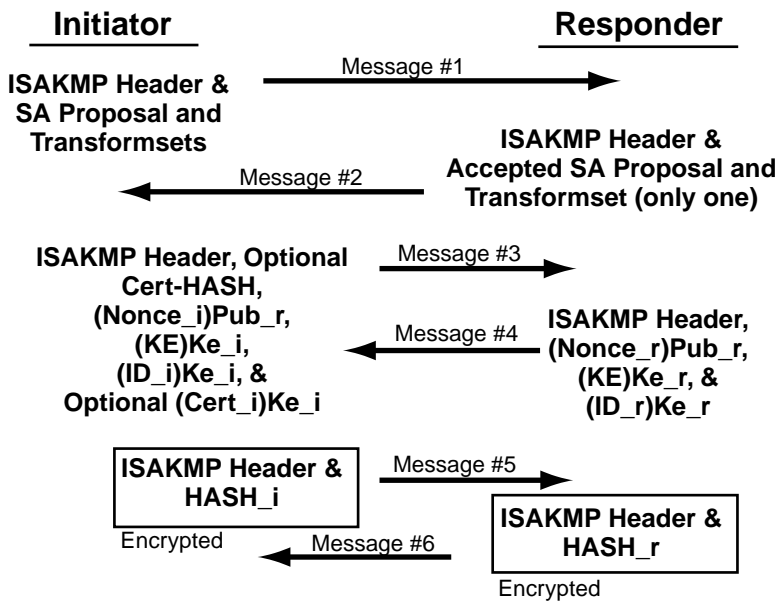 Initiator
Responder
Message #1
ISAKMP Header &
SA Proposal and
Transformsets
ISAKMP Header &
Accepted SA Proposal and
Transformset (only one)
Message #2
ISAKMP Header, Optional
Cert-HASH,
(Nonce_i)Pub_r,
(KE)Ke_i,
(ID_i)Ke_i, &
Optional (Cert_i)Ke_i
Message #3
Message #4
ISAKMP Header,
(Nonce_r)Pub_r,
(KE)Ke_r, &
(ID_r)Ke_r
ISAKMP Header &
HASH_i
Encrypted
Message #5
ISAKMP Header &
HASH_r
Encrypted
Message #6